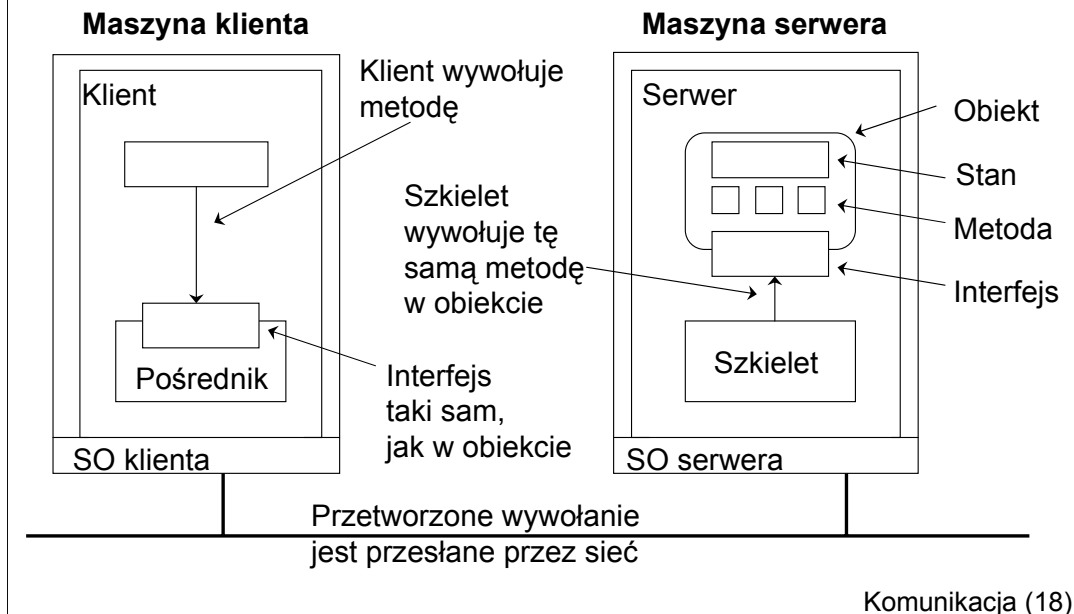 Maszyna klienta
Maszyna serwera
Klient
Klient wywołuje
metodę
Serwer
Obiekt
Stan
Metoda
Interfejs
Szkielet
wywołuje tę
samą metodę
w obiekcie
Pośrednik
Interfejs
taki sam,
jak w obiekcie
Szkielet
SO klienta
SO serwera
Przetworzone wywołanie
jest przesłane przez sieć
Komunikacja (18)